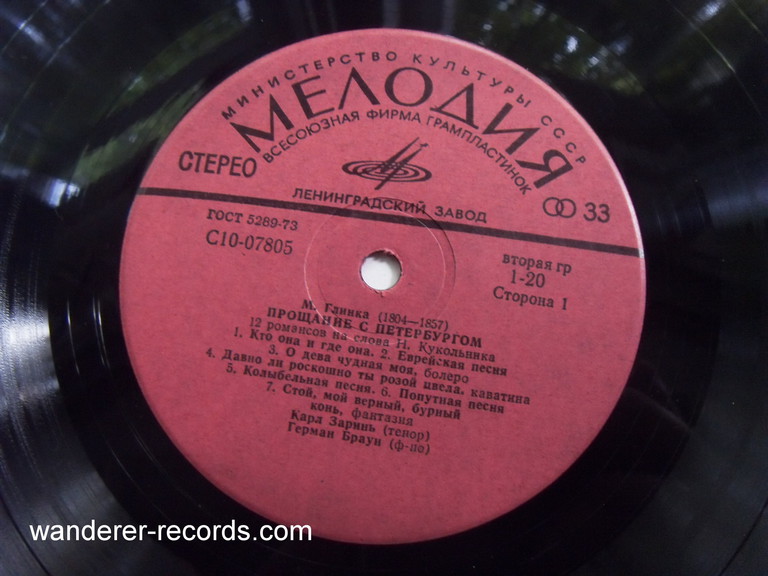 МИНИСТЕРСТВО КУЛЬТУРЫ СССР
МЕЛОДИЯ
ВСЕСОЮЗНАЯ ФИРМА ГРАМПЛАСТИНОК
СТЕРЕО
ЛЕНИНГРАДСКИЙ ЗАВОД
33
ГОСТ 5289-73
С10-07805
вторая гр
1-20
Сторона 1
М. Глинка (1804—1857)
ПРОЩАНИЕ С ПЕТЕРБУРГОМ
12 романсов на слова Н. Кукольника
1. Кто она и где она. 2. Еврейская песня
3. О дева чудная моя, болеро
4. Давно ли роскошно ты розой цвела, каватина
5. Колыбельная песня. 6. Попутная песня
7. Стой, мой верный, бурный
конь, фантазия
Карл Заринь (тенор)
Герман Браун (ф-по)
wanderer-records.com